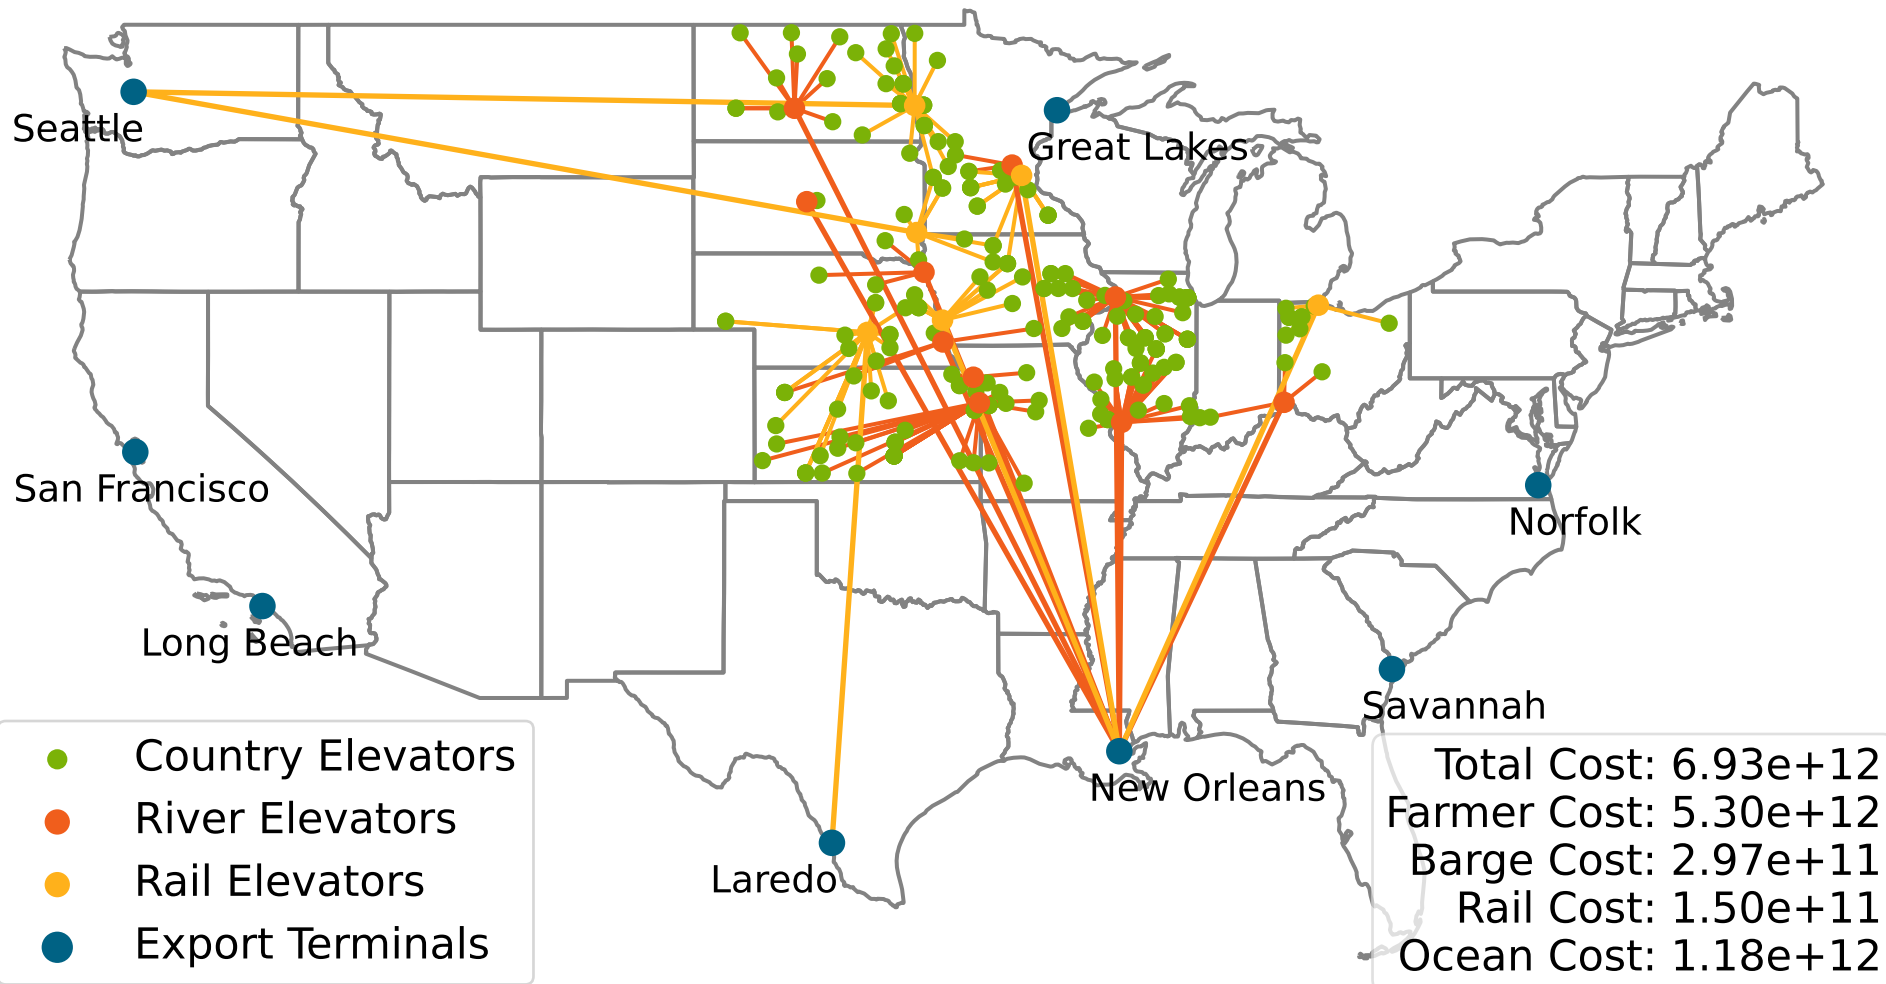 Seattle
Great Lakes
San Francisco
Norfolk
Long Beach
Savannah
New Orleans
Laredo
Country Elevators
River Elevators
Rail Elevators
Export Terminals
Total Cost: 6.93e+12
Farmer Cost: 5.30e+12
Barge Cost: 2.97e+11
Rail Cost: 1.50e+11
Ocean Cost: 1.18e+12